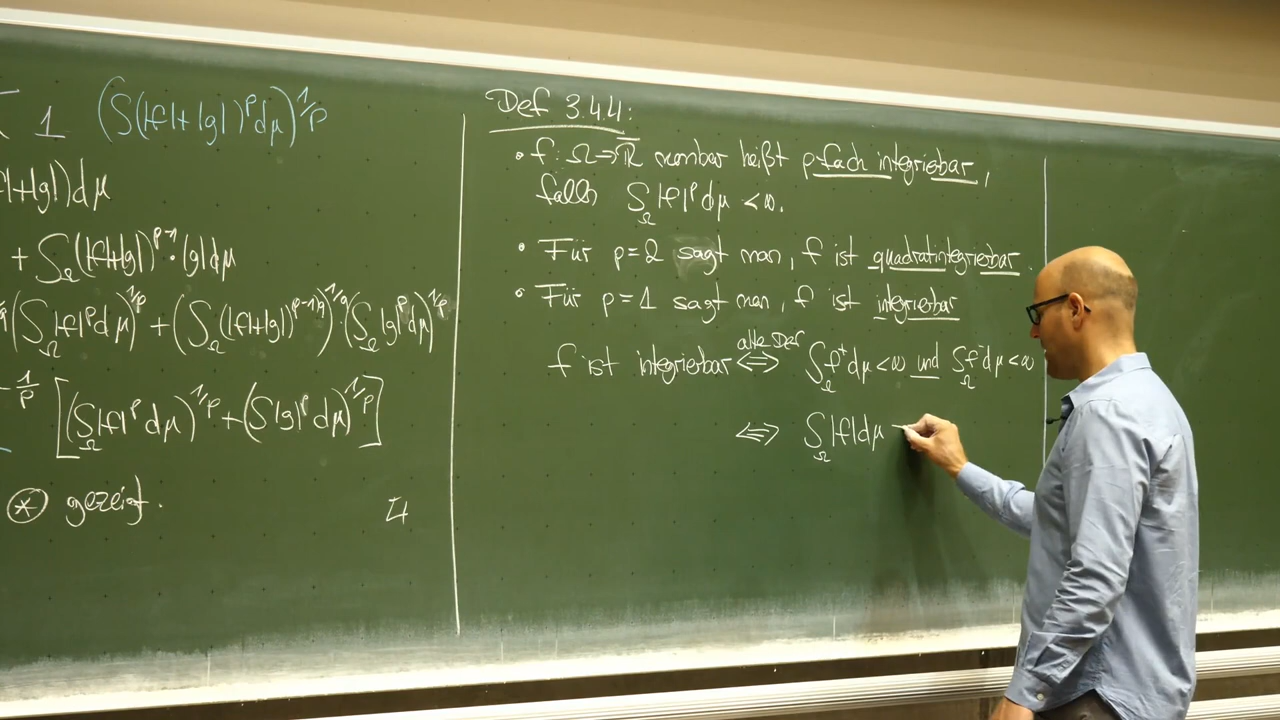 1 (∫(|f|+|g|)^p dμ)^1/p
|+|g|)dμ
+ ∫_Ω(|f|+|g|)^p-1·|g|dμ
(∫_Ω|f|^p dμ)^1/p + (∫_Ω(|f|+|g|)^(p-1)q)^1/q (∫_Ω|g|^p dμ)^1/p
-1/p [(∫_Ω|f|^p dμ)^1/p + (∫|g|^p dμ)^1/p]
⊛ gezeigt.
Def 3.4.4:
• f: Ω→ℝ̅ messbar heißt p fach integrierbar,
falls ∫_Ω|f|^p dμ < ∞.
• Für p=2 sagt man, f ist quadratintegrierbar.
• Für p=1 sagt man, f ist integrierbar
alte Def
f ist integrierbar ⟺ ∫_Ω f⁺dμ < ∞ und ∫_Ω f⁻dμ < ∞
⟺ ∫_Ω|f|dμ